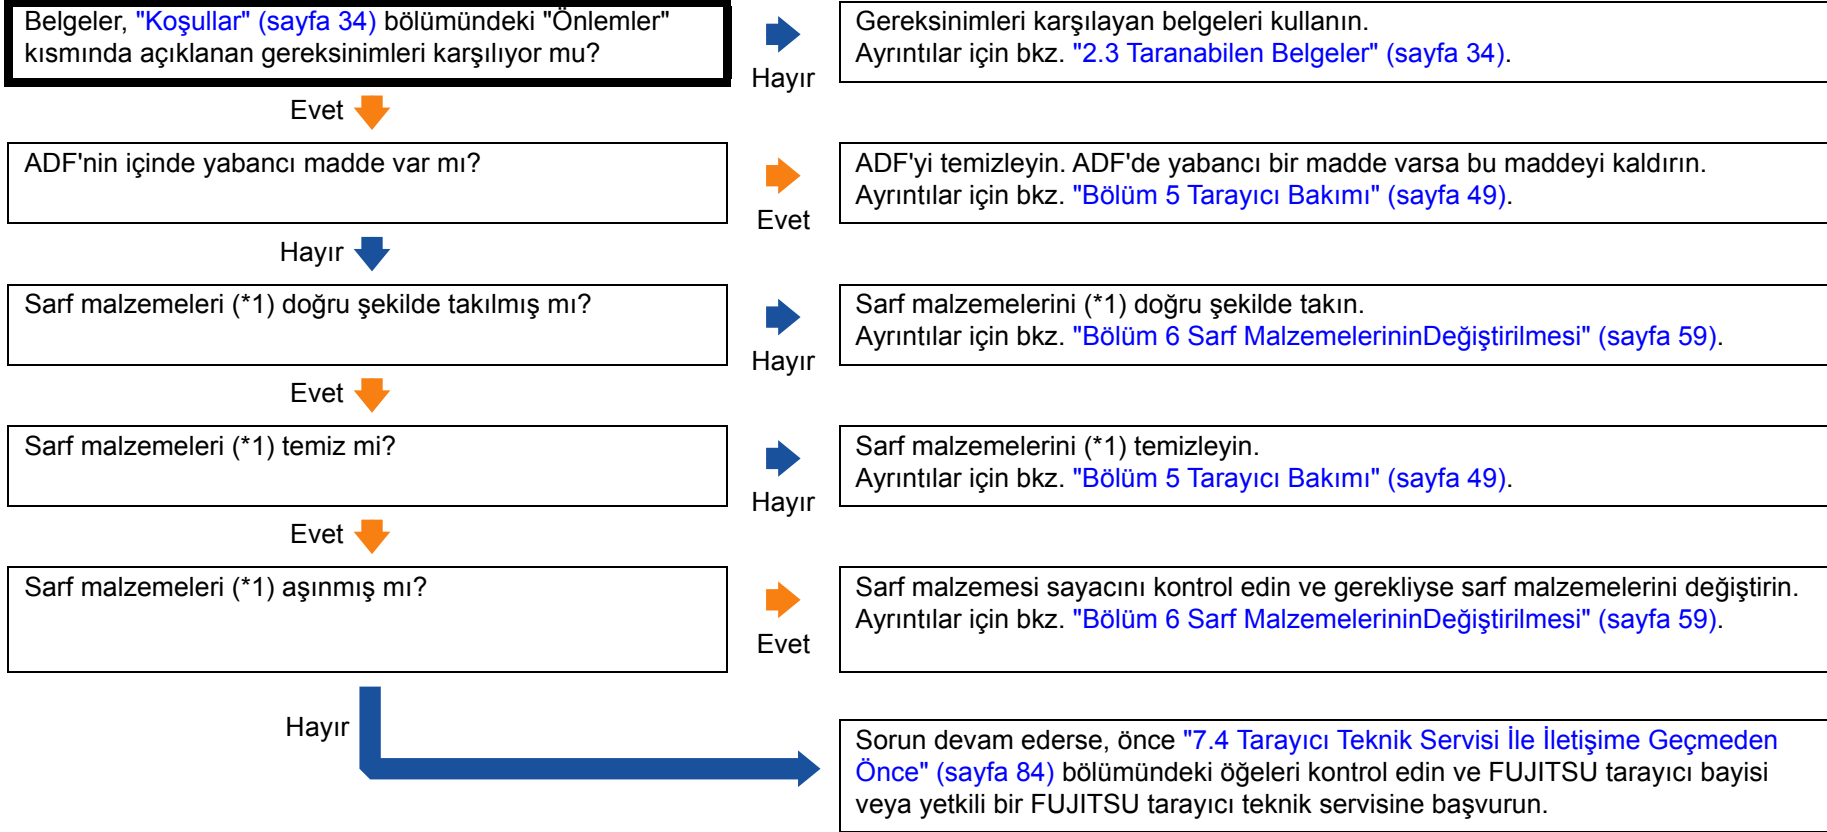 Belgeler, "Koşullar" (sayfa 34) bölümündeki "Önlemler"
kısmında açıklanan gereksinimleri karşılıyor mu?
Hayır
Gereksinimleri karşılayan belgeleri kullanın.
Ayrıntılar için bkz. "2.3 Taranabilen Belgeler" (sayfa 34).
Evet
ADF'nin içinde yabancı madde var mı?
Evet
ADF'yi temizleyin. ADF'de yabancı bir madde varsa bu maddeyi kaldırın.
Ayrıntılar için bkz. "Bölüm 5 Tarayıcı Bakımı" (sayfa 49).
Hayır
Sarf malzemeleri (*1) doğru şekilde takılmış mı?
Hayır
Sarf malzemelerini (*1) doğru şekilde takın.
Ayrıntılar için bkz. "Bölüm 6 Sarf MalzemelerininDeğiştirilmesi" (sayfa 59).
Evet
Sarf malzemeleri (*1) temiz mi?
Hayır
Sarf malzemelerini (*1) temizleyin.
Ayrıntılar için bkz. "Bölüm 5 Tarayıcı Bakımı" (sayfa 49).
Evet
Sarf malzemeleri (*1) aşınmış mı?
Evet
Sarf malzemesi sayacını kontrol edin ve gerekliyse sarf malzemelerini değiştirin.
Ayrıntılar için bkz. "Bölüm 6 Sarf MalzemelerininDeğiştirilmesi" (sayfa 59).
Hayır
Sorun devam ederse, önce "7.4 Tarayıcı Teknik Servisi İle İletişime Geçmeden
Önce" (sayfa 84) bölümündeki öğeleri kontrol edin ve FUJITSU tarayıcı bayisi
veya yetkili bir FUJITSU tarayıcı teknik servisine başvurun.